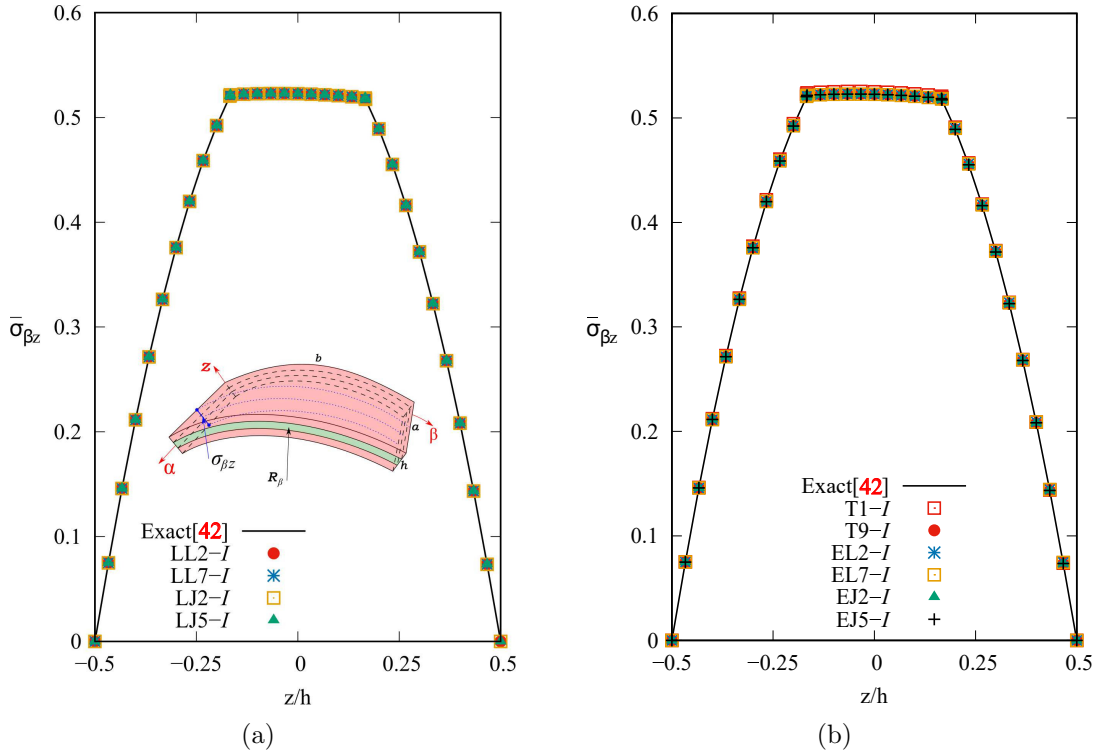 0.6
0.5
0.4
0.3
0.2
0.1
0
σ̄βz
−0.5
−0.25
0
0.25
0.5
z/h
z
b
a
β
h
α
σβz
Rβ
Exact[42]
LL2−I
LL7−I
LJ2−I
LJ5−I
(a)
0.6
0.5
0.4
0.3
0.2
0.1
0
σ̄βz
−0.5
−0.25
0
0.25
0.5
z/h
Exact[42]
T1−I
T9−I
EL2−I
EL7−I
EJ2−I
EJ5−I
(b)